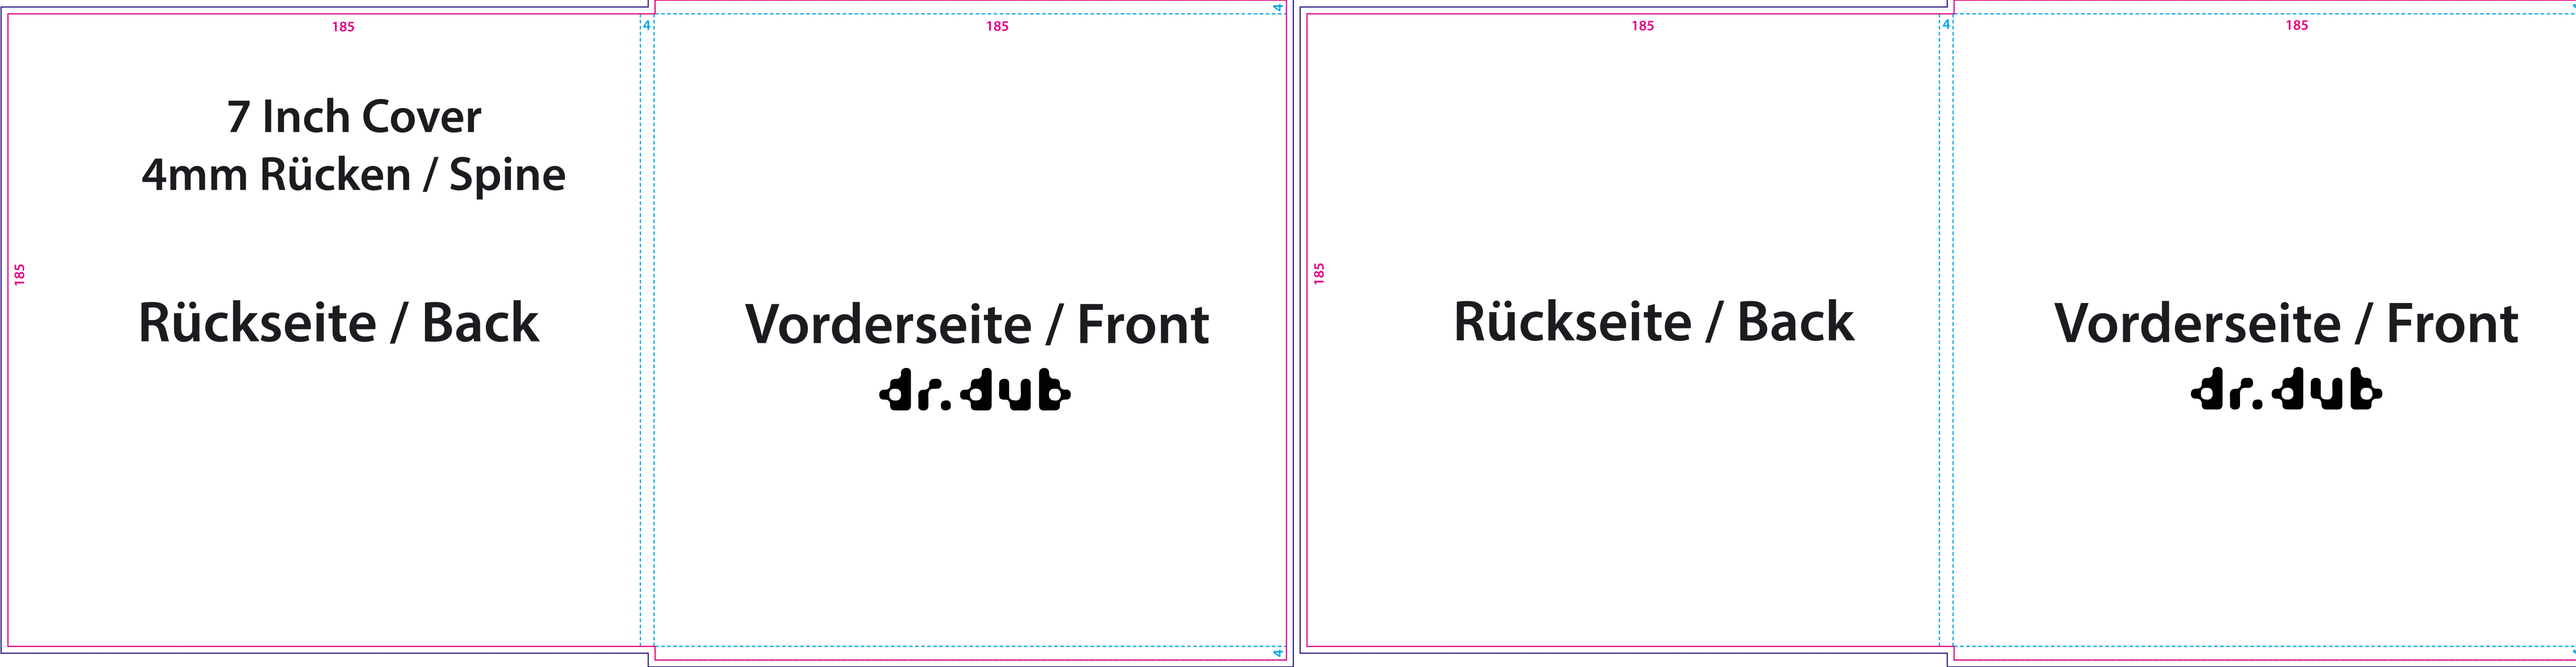 185
4
185
4
7 Inch Cover
4mm Rücken / Spine
185
Rückseite / Back
Vorderseite / Front
dr.dub
4
185
4
185
185
Rückseite / Back
Vorderseite / Front
dr.dub